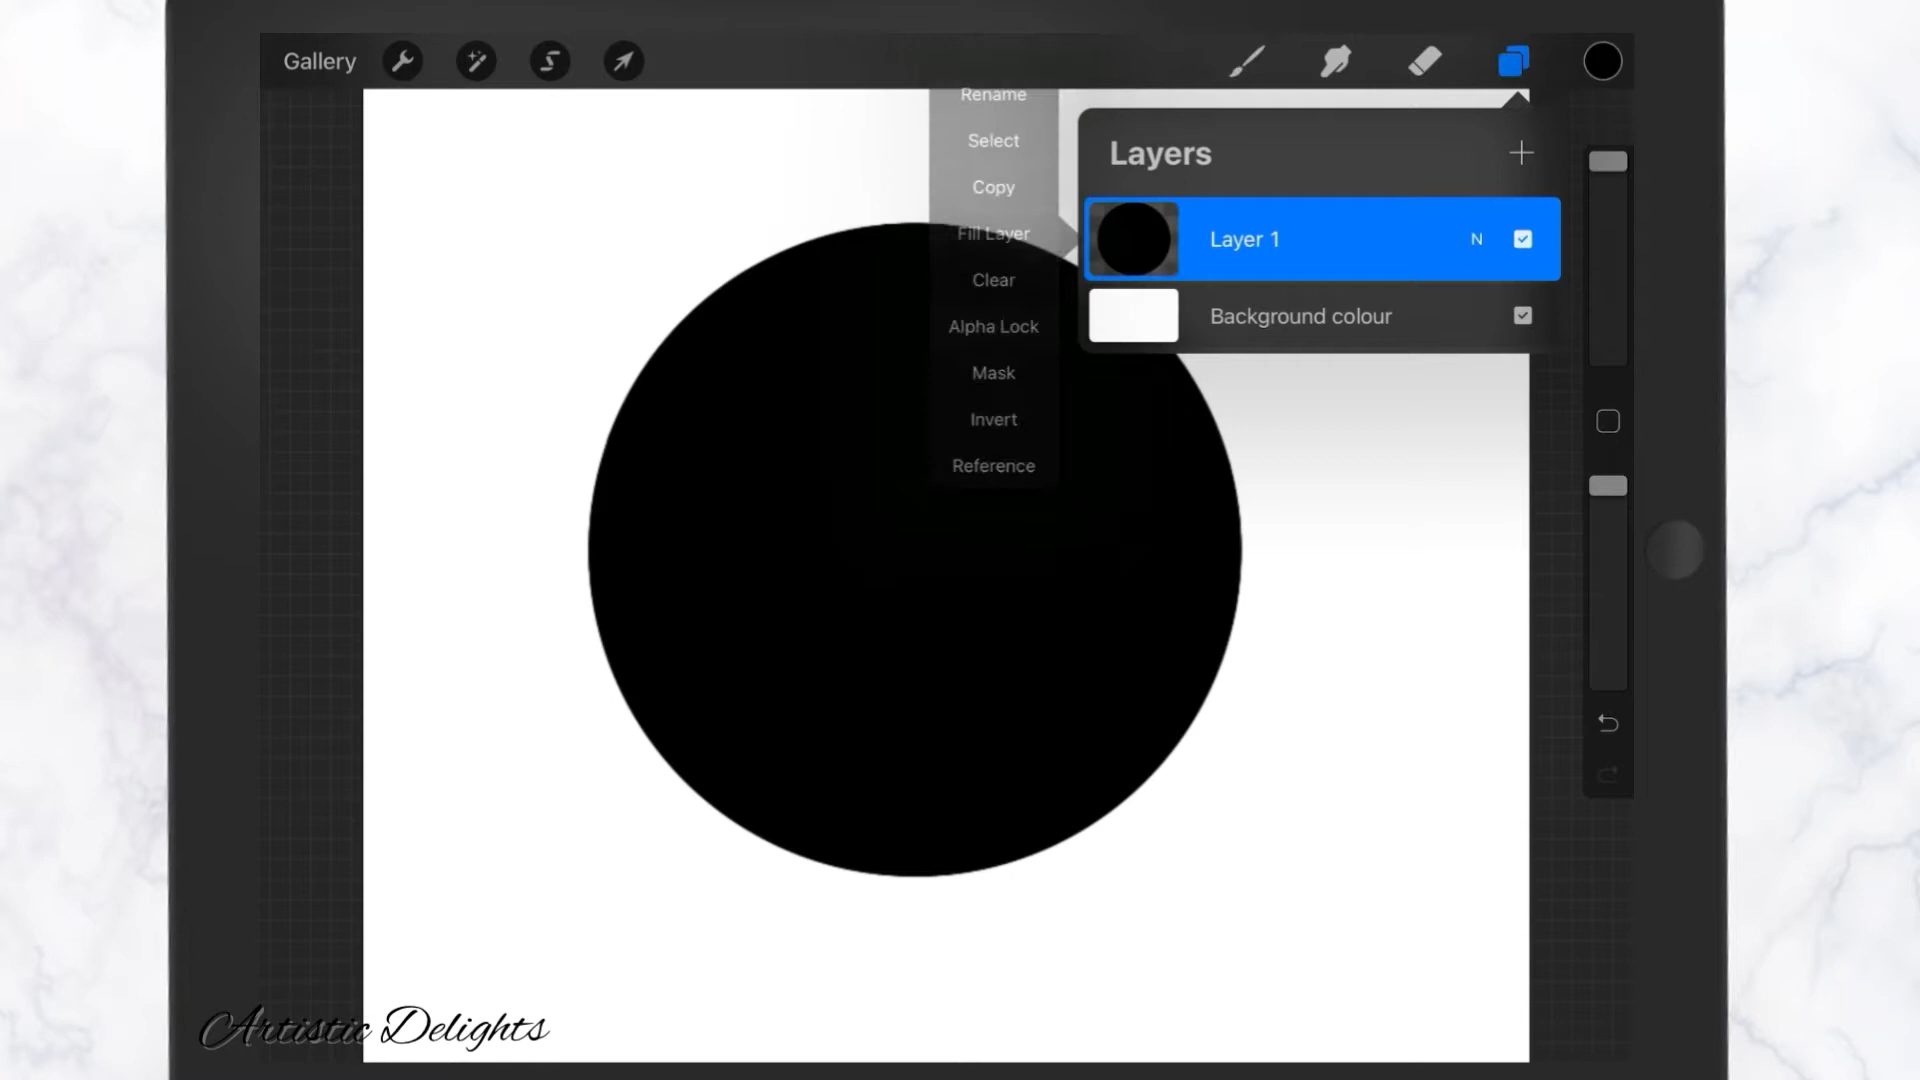 Gallery
Rename
Select
Copy
Fill Layer
Clear
Alpha Lock
Mask
Invert
Reference
Layers
Layer 1 N
Background colour
Artistic Delights